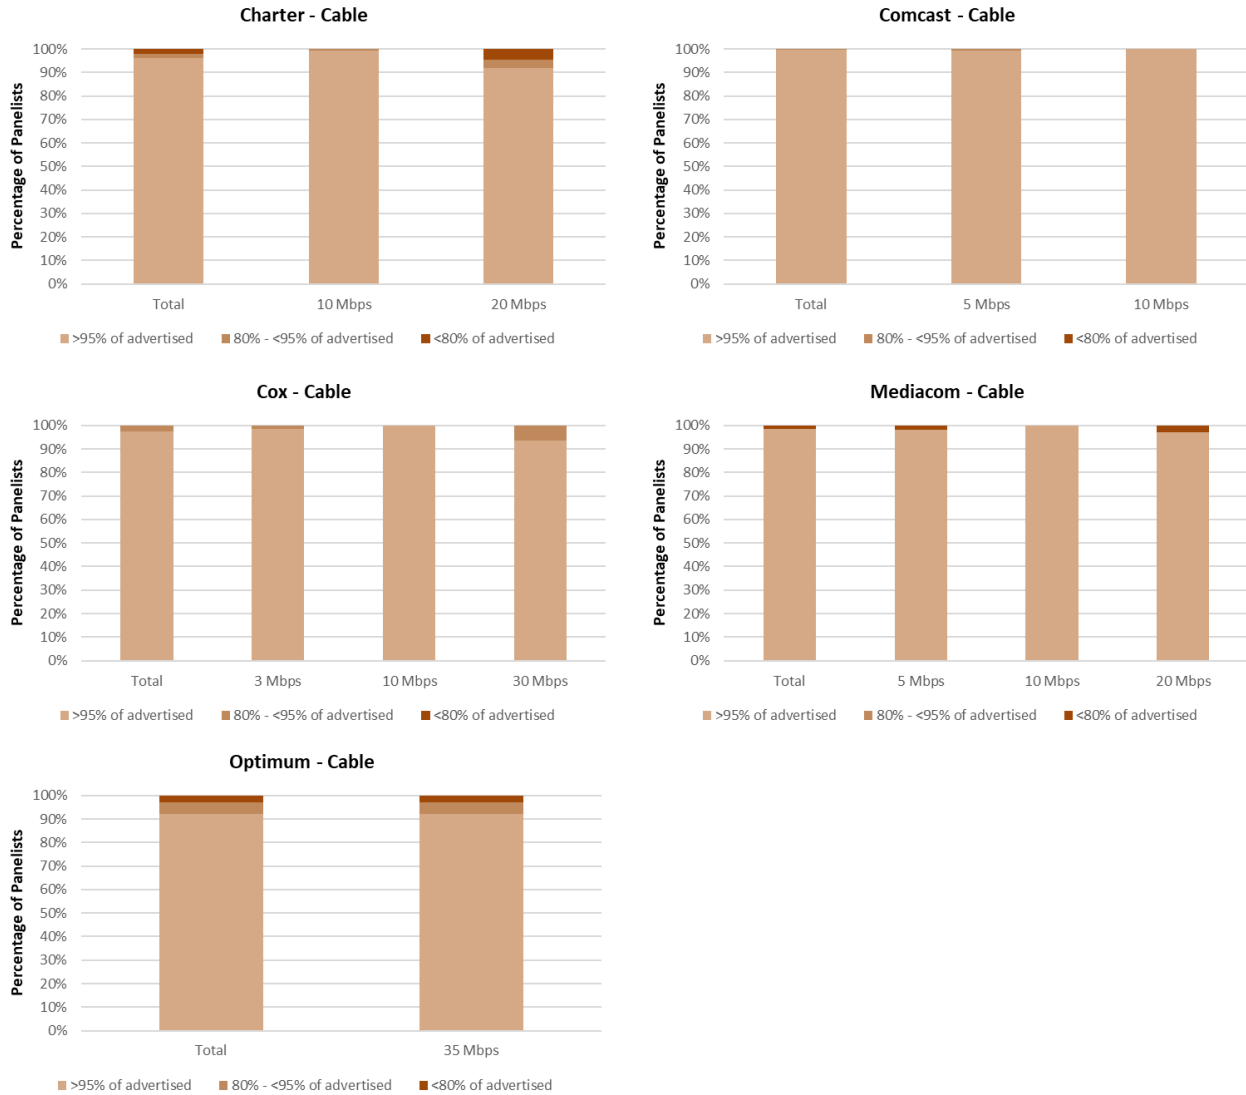 Charter - Cable
Percentage of Panelists
100%
90%
80%
70%
60%
50%
40%
30%
20%
10%
0%
Total 10 Mbps 20 Mbps
>95% of advertised 80% - <95% of advertised <80% of advertised
Comcast - Cable
Percentage of Panelists
100%
90%
80%
70%
60%
50%
40%
30%
20%
10%
0%
Total 5 Mbps 10 Mbps
>95% of advertised 80% - <95% of advertised <80% of advertised
Cox - Cable
Percentage of Panelists
100%
90%
80%
70%
60%
50%
40%
30%
20%
10%
0%
Total 3 Mbps 10 Mbps 30 Mbps
>95% of advertised 80% - <95% of advertised <80% of advertised
Mediacom - Cable
Percentage of Panelists
100%
90%
80%
70%
60%
50%
40%
30%
20%
10%
0%
Total 5 Mbps 10 Mbps 20 Mbps
>95% of advertised 80% - <95% of advertised <80% of advertised
Optimum - Cable
Percentage of Panelists
100%
90%
80%
70%
60%
50%
40%
30%
20%
10%
0%
Total 35 Mbps
>95% of advertised 80% - <95% of advertised <80% of advertised